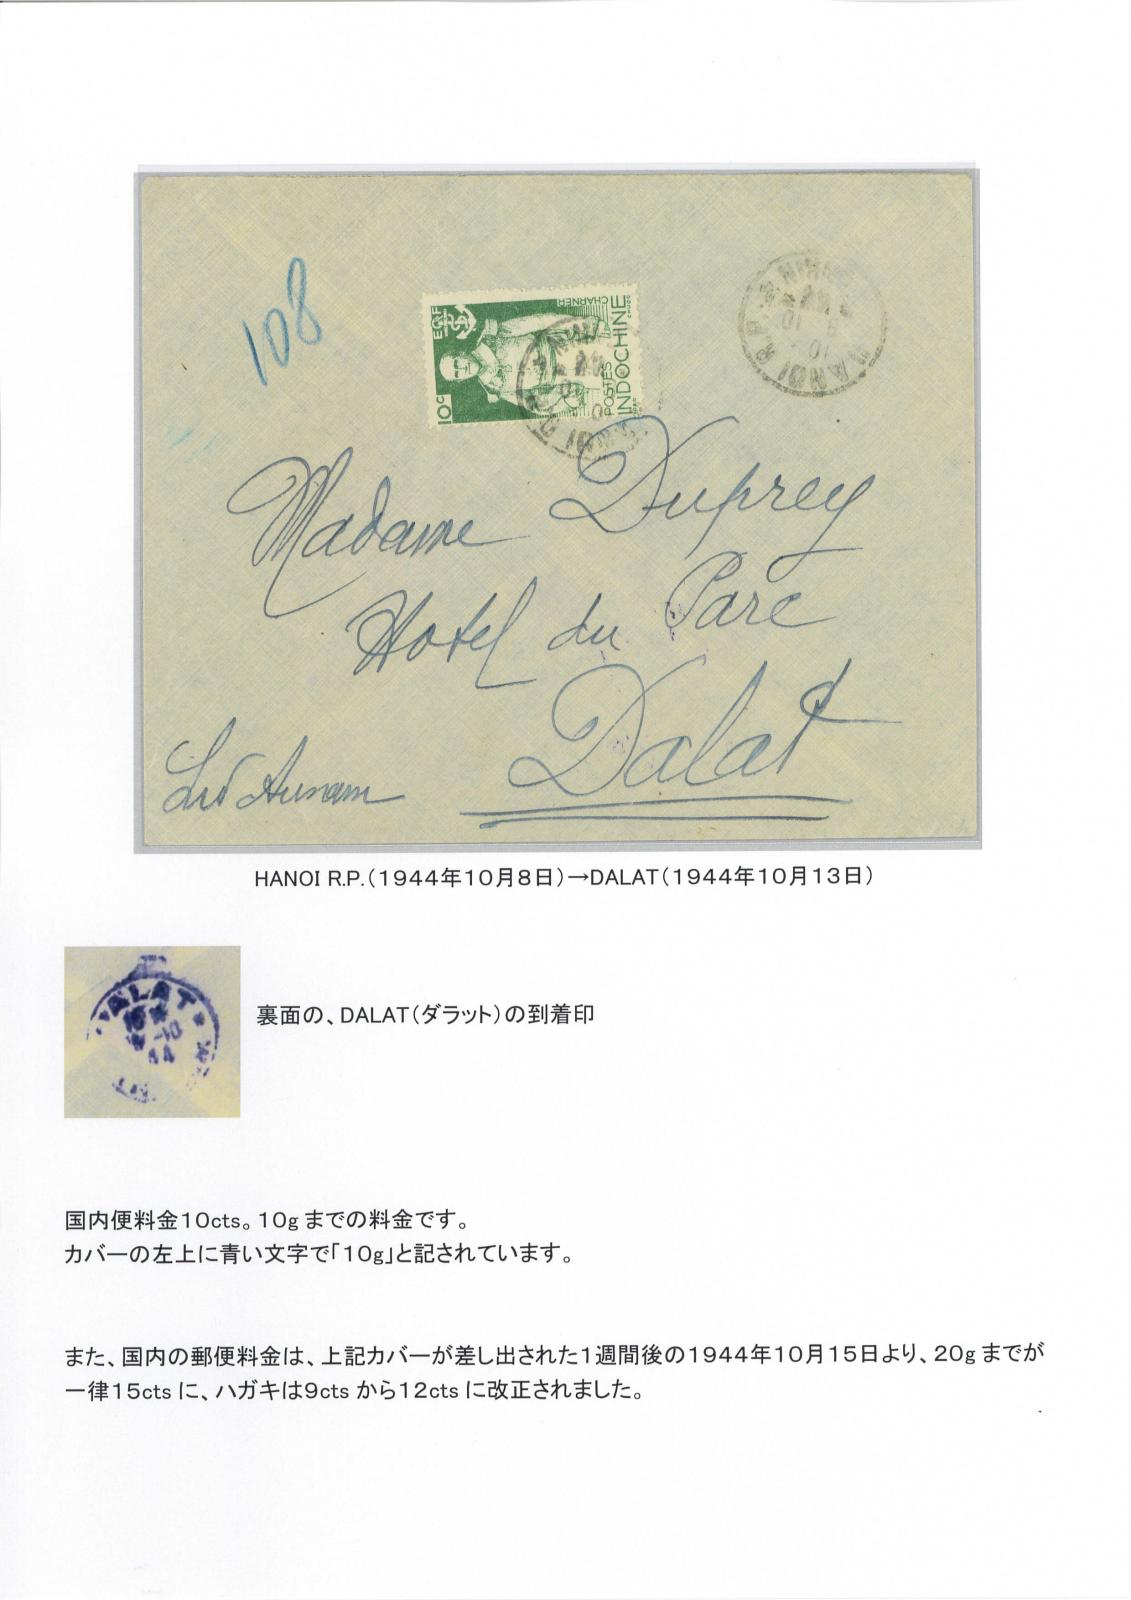 108
10c
E&F
CHARNER
POSTES
INDOCHINE
HANOI R.P.
Madame Duprey
Hotel du Parc
Dalat
Annam
HANOI R.P.(1944年10月8日)→DALAT(1944年10月13日)
DALAT
10
44
裏面の、DALAT(ダラット)の到着印
国内便料金10cts。10gまでの料金です。
カバーの左上に青い文字で「10g」と記されています。
また、国内の郵便料金は、上記カバーが差し出された1週間後の1944年10月15日より、20gまでが
一律15ctsに、ハガキは9ctsから12ctsに改正されました。